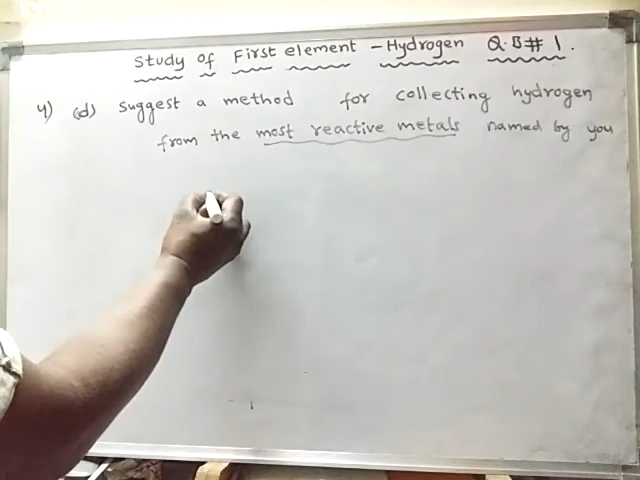 Study of First element - Hydrogen Q.B# 1.
4) (d) Suggest a method for collecting hydrogen
from the most reactive metals named by you